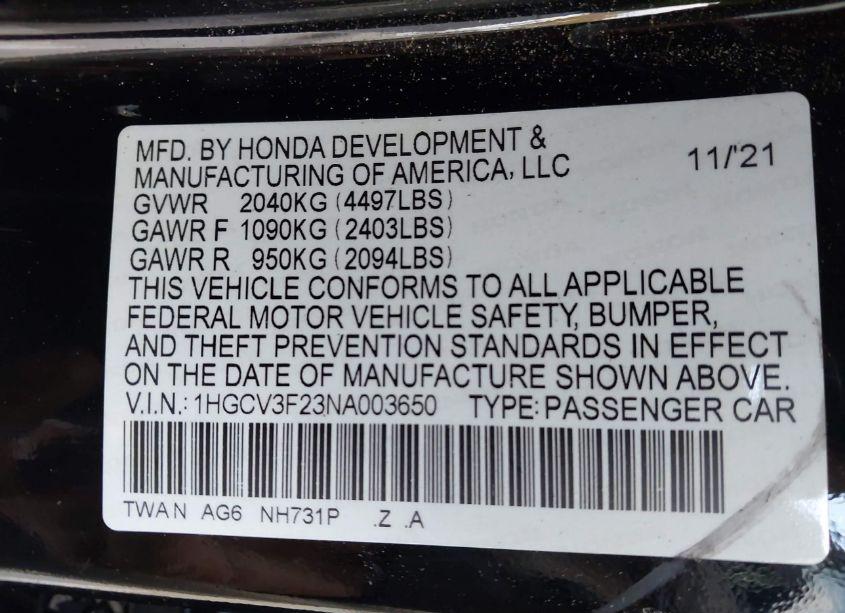 MFD. BY HONDA DEVELOPMENT &
MANUFACTURING OF AMERICA, LLC 11/'21
GVWR 2040KG (4497LBS)
GAWR F 1090KG (2403LBS)
GAWR R 950KG (2094LBS)
THIS VEHICLE CONFORMS TO ALL APPLICABLE
FEDERAL MOTOR VEHICLE SAFETY, BUMPER,
AND THEFT PREVENTION STANDARDS IN EFFECT
ON THE DATE OF MANUFACTURE SHOWN ABOVE.
V.I.N.: 1HGCV3F23NA003650 TYPE: PASSENGER CAR
TWA N AG6 NH731P .Z .A